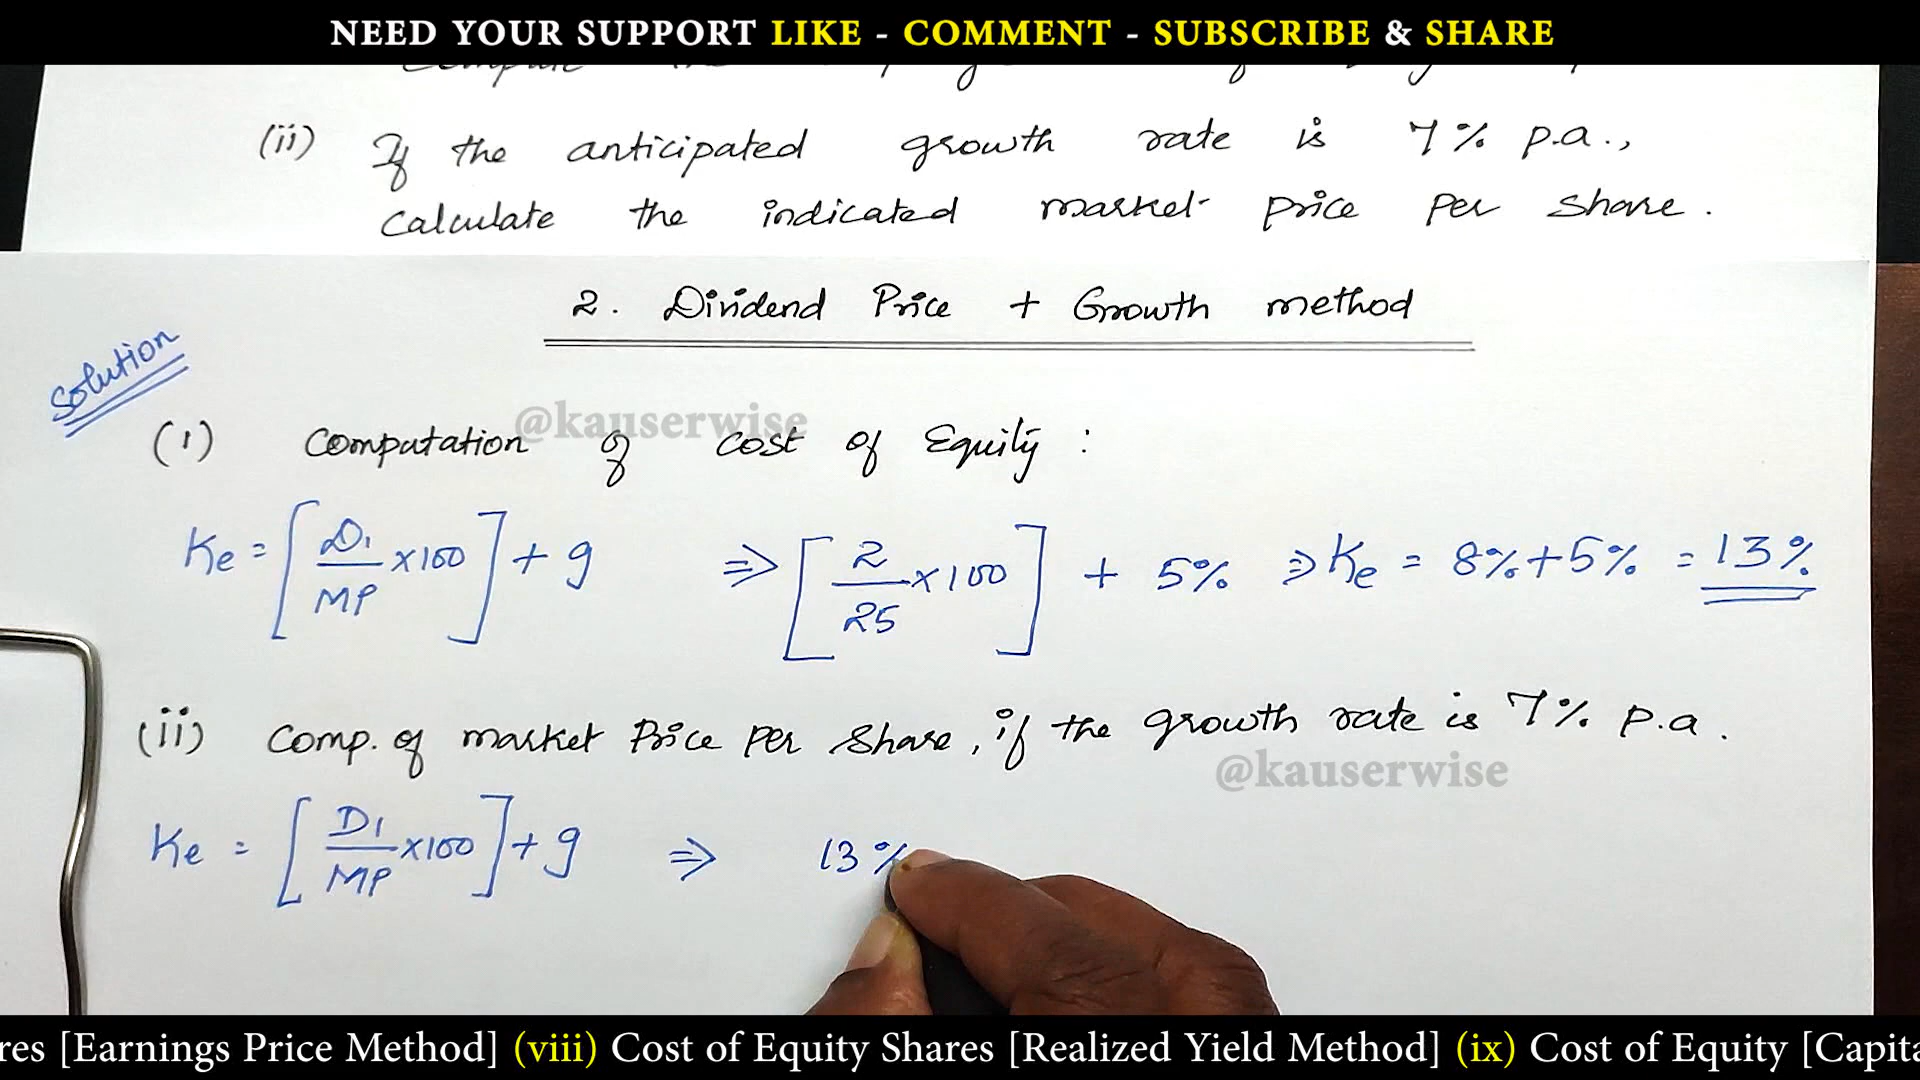 NEED YOUR SUPPORT LIKE - COMMENT - SUBSCRIBE & SHARE
(ii) If the anticipated growth rate is 7% p.a.,
calculate the indicated market price per share.
2. Dividend Price + Growth method
Solution
@kauserwise
(i) Computation of cost of Equity :
Ke = [D1/MP ×100] + g ⇒ [2/25 ×100] + 5% ⇒ Ke = 8%+5% = 13%
(ii) Comp. of market Price per share, if the growth rate is 7% p.a.
@kauserwise
Ke = [D1/MP ×100] + g ⇒ 13%
res [Earnings Price Method] (viii) Cost of Equity Shares [Realized Yield Method] (ix) Cost of Equity [Capita